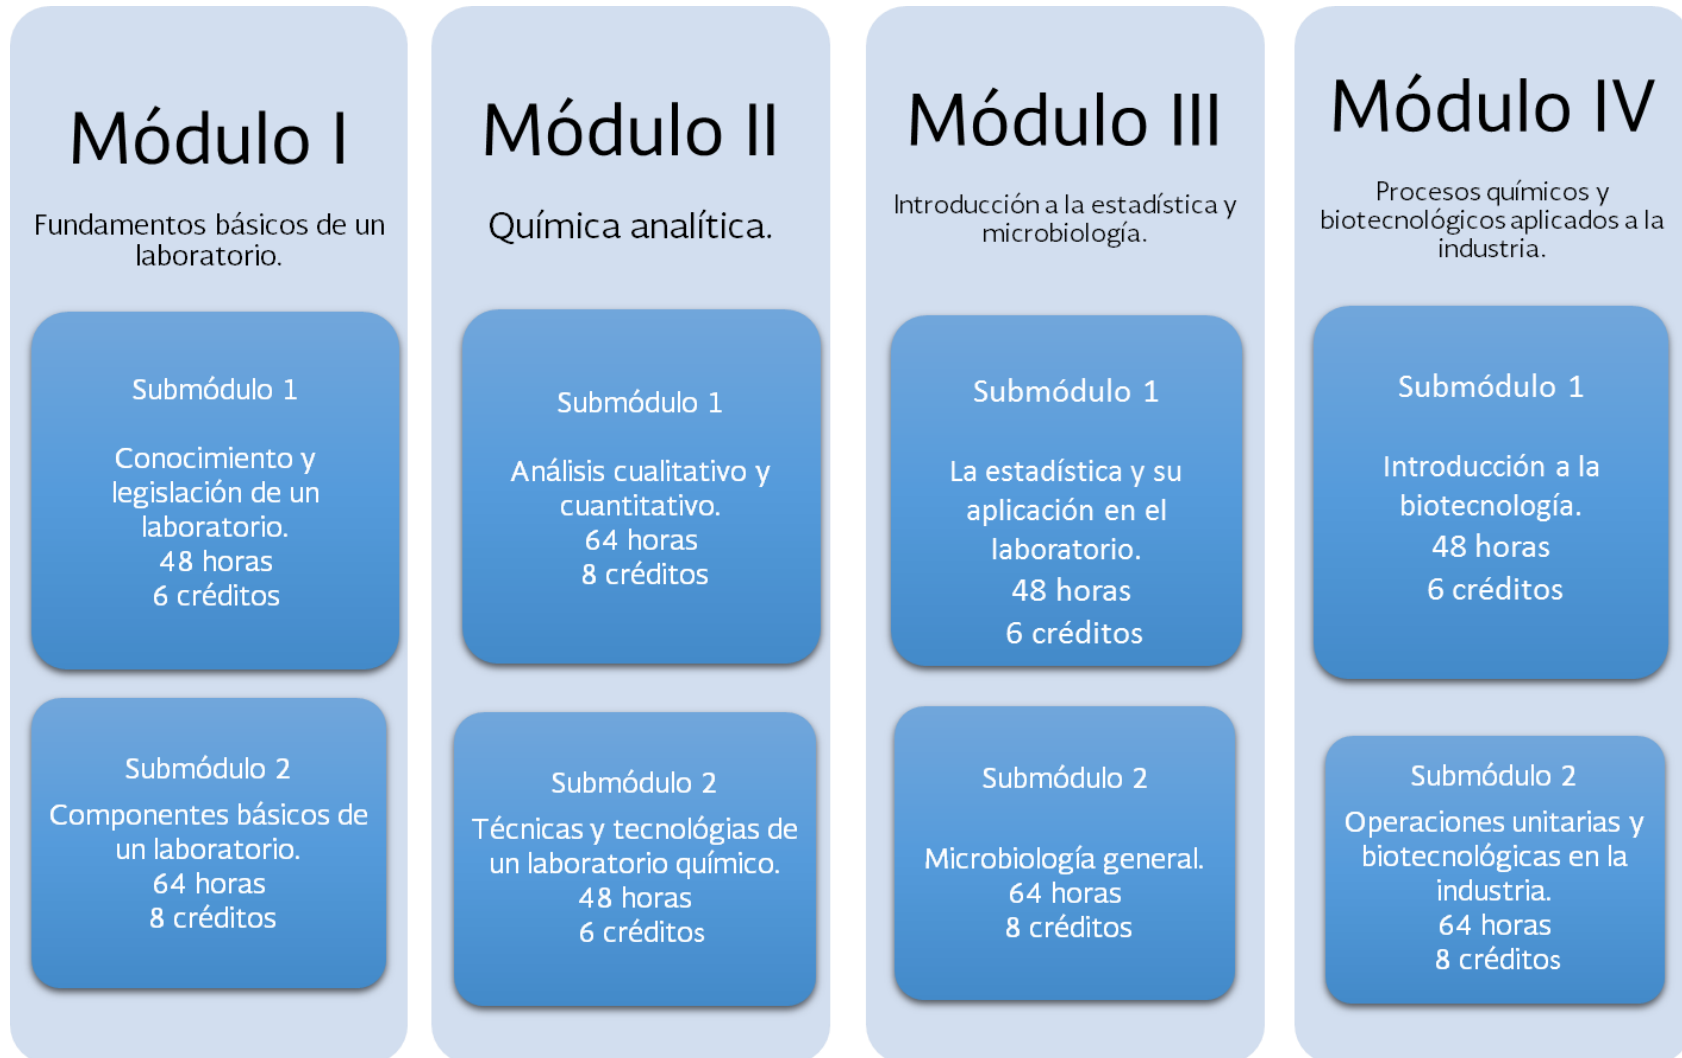 Módulo I
Fundamentos básicos de un
laboratorio.
Submódulo 1
Conocimiento y
legislación de un
laboratorio.
48 horas
6 créditos
Submódulo 2
Componentes básicos de
un laboratorio.
64 horas
8 créditos
Módulo II
Química analítica.
Submódulo 1
Análisis cualitativo y
cuantitativo.
64 horas
8 créditos
Submódulo 2
Técnicas y tecnológias de
un laboratorio químico.
48 horas
6 créditos
Módulo III
Introducción a la estadística y
microbiología.
Submódulo 1
La estadística y su
aplicación en el
laboratorio.
48 horas
6 créditos
Submódulo 2
Microbiología general.
64 horas
8 créditos
Módulo IV
Procesos químicos y
biotecnológicos aplicados a la
industria.
Submódulo 1
Introducción a la
biotecnología.
48 horas
6 créditos
Submódulo 2
Operaciones unitarias y
biotecnológicas en la
industria.
64 horas
8 créditos